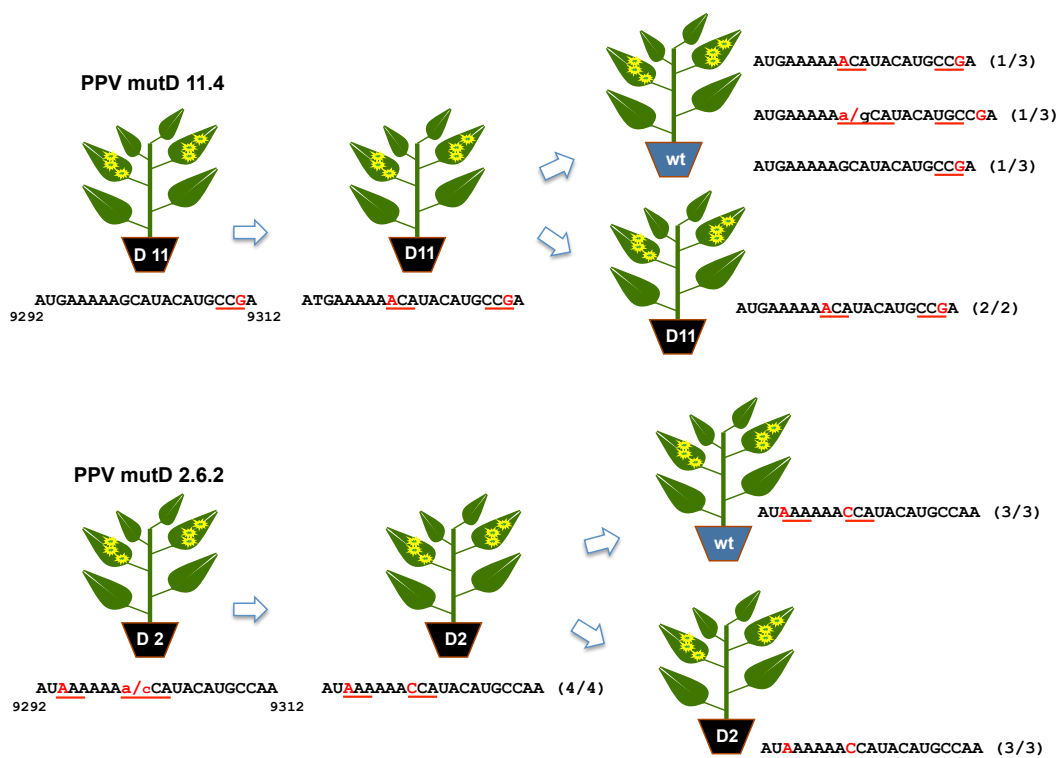 PPV mutD 11.4
AUGAAAAAACAUACAUGCCGA (1/3)
AUGAAAAAa/gCAUACAUGCCGA (1/3)
AUGAAAAAGCAUACAUGCCGA (1/3)
wt
D 11
D11
AUGAAAAAGCAUACAUGCCGA
9292 9312
ATGAAAAAACAUACAUGCCGA
AUGAAAAAACAUACAUGCCGA (2/2)
D11
PPV mutD 2.6.2
AUAAAAAACCAUACAUGCCAA (3/3)
wt
D 2
D2
AUAAAAAAa/cCAUACAUGCCAA
9292 9312
AUAAAAAACCAUACAUGCCAA (4/4)
D2
AUAAAAAACCAUACAUGCCAA (3/3)